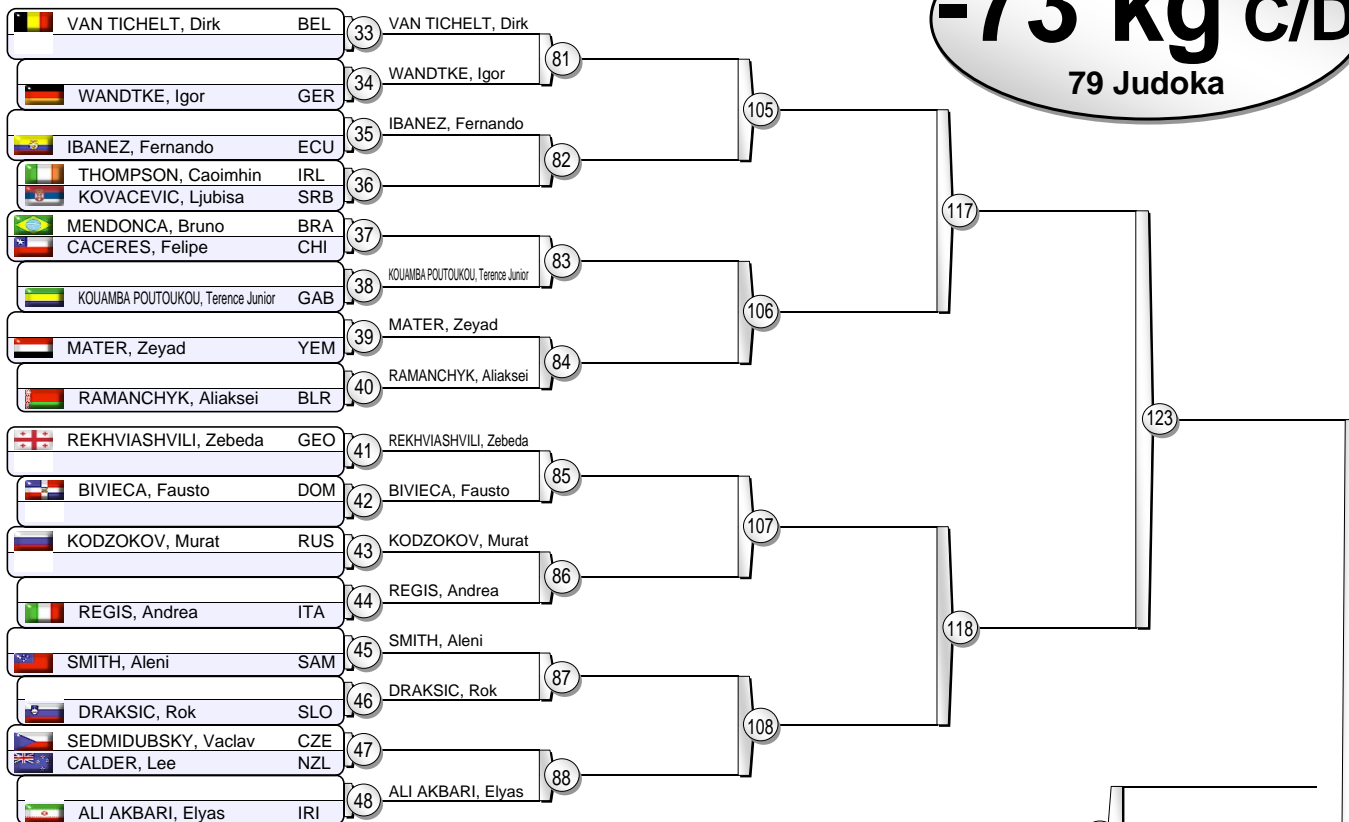 -73 kg C/D
79 Judoka
VAN TICHELT, Dirk BEL 33 VAN TICHELT, Dirk
81
WANDTKE, Igor GER 34 WANDTKE, Igor
105
IBANEZ, Fernando ECU 35 IBANEZ, Fernando
82
THOMPSON, Caoimhin IRL
36
KOVACEVIC, Ljubisa SRB
117
MENDONCA, Bruno BRA
37
CACERES, Felipe CHI
83
KOUAMBA POUTOUKOU, Terence Junior GAB 38 KOUAMBA POUTOUKOU, Terence Junior
106
MATER, Zeyad YEM 39 MATER, Zeyad
84
RAMANCHYK, Aliaksei BLR 40 RAMANCHYK, Aliaksei
123
REKHVIASHVILI, Zebeda GEO 41 REKHVIASHVILI, Zebeda
85
BIVIECA, Fausto DOM 42 BIVIECA, Fausto
107
KODZOKOV, Murat RUS 43 KODZOKOV, Murat
86
REGIS, Andrea ITA 44 REGIS, Andrea
118
SMITH, Aleni SAM 45 SMITH, Aleni
87
DRAKSIC, Rok SLO 46 DRAKSIC, Rok
108
SEDMIDUBSKY, Vaclav CZE
47
CALDER, Lee NZL
88
ALI AKBARI, Elyas IRI 48 ALI AKBARI, Elyas